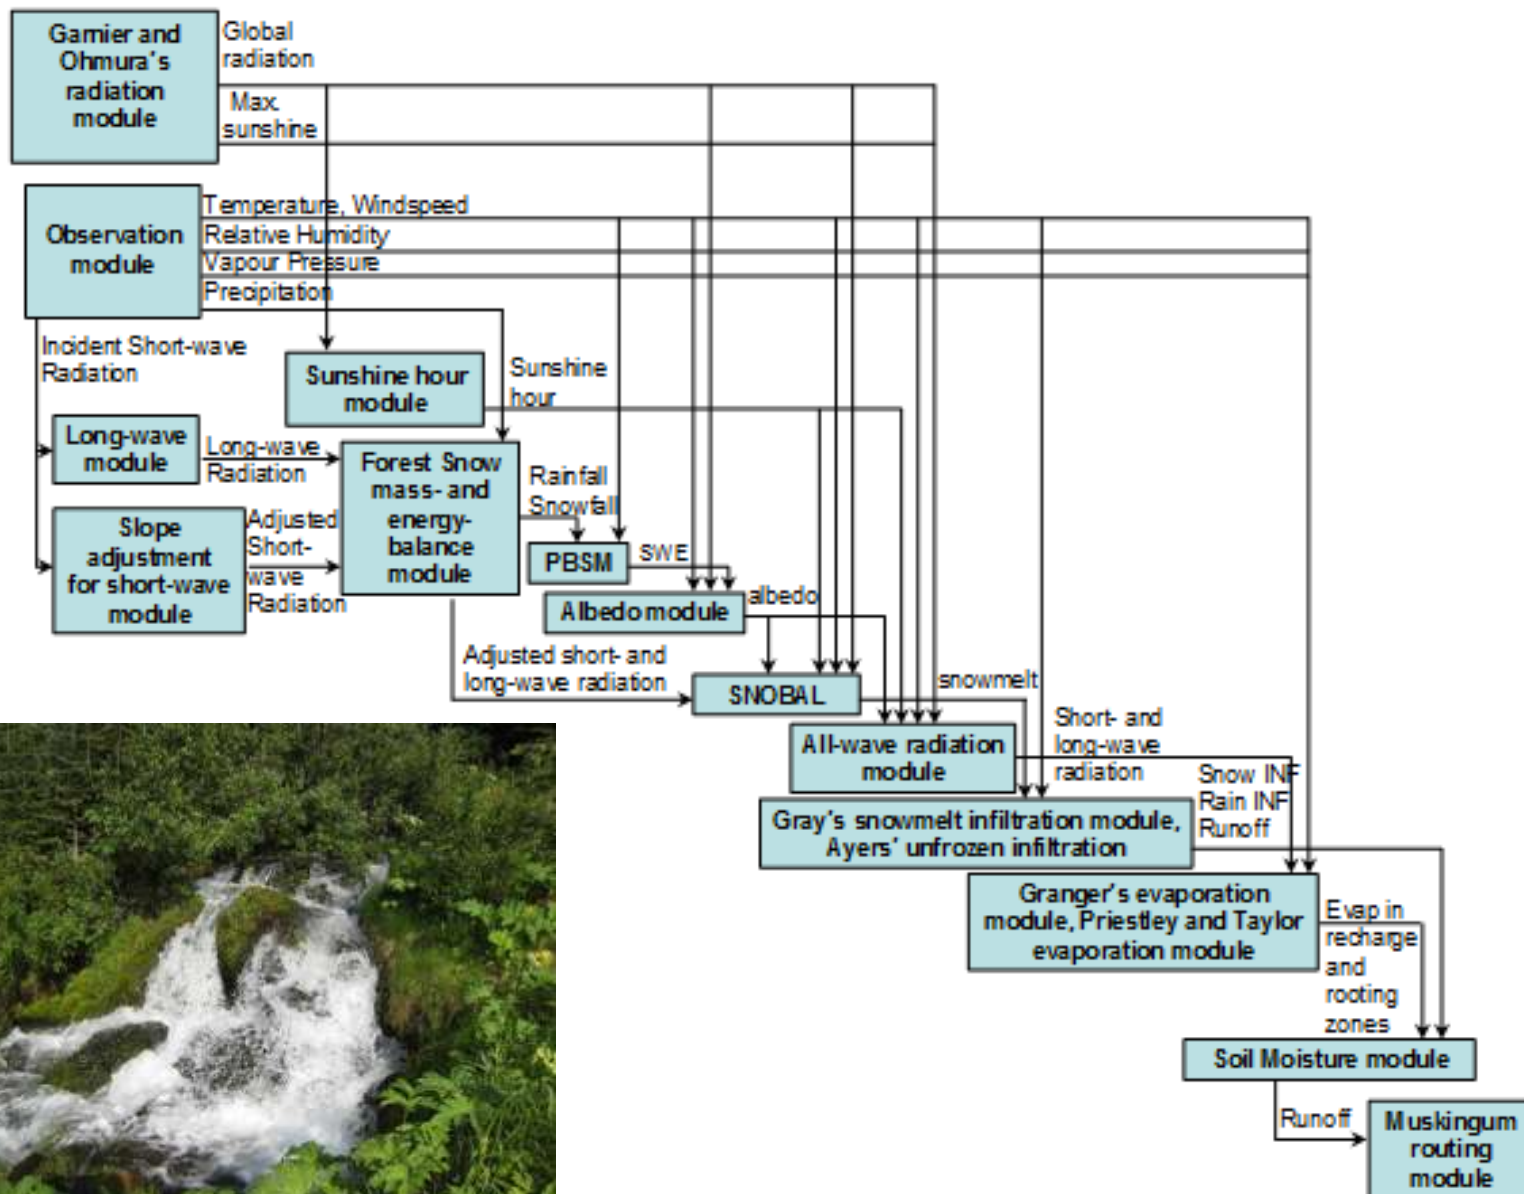 Garnier and
Ohmura's
radiation
module
Global
radiation
Max.
sunshine
Observation
module
Temperature, Windspeed
Relative Humidity
Vapour Pressure
Precipitation
Incident Short-wave
Radiation
Sunshine hour
module
Sunshine
hour
Long-wave
module
Long-wave
Radiation
Slope
adjustment
for short-wave
module
Adjusted
Short-
wave
Radiation
Forest Snow
mass- and
energy-
balance
module
Rainfall
Snowfall
PBSM
SWE
Albedo module
albedo
Adjusted short- and
long-wave radiation
SNOBAL
snowmelt
All-wave radiation
module
Short- and
long-wave
radiation
Snow INF
Rain INF
Runoff
Gray's snowmelt infiltration module,
Ayers' unfrozen infiltration
Granger's evaporation
module, Priestley and Taylor
evaporation module
Evap in
recharge
and
rooting
zones
Soil Moisture module
Runoff
Muskingum
routing
module